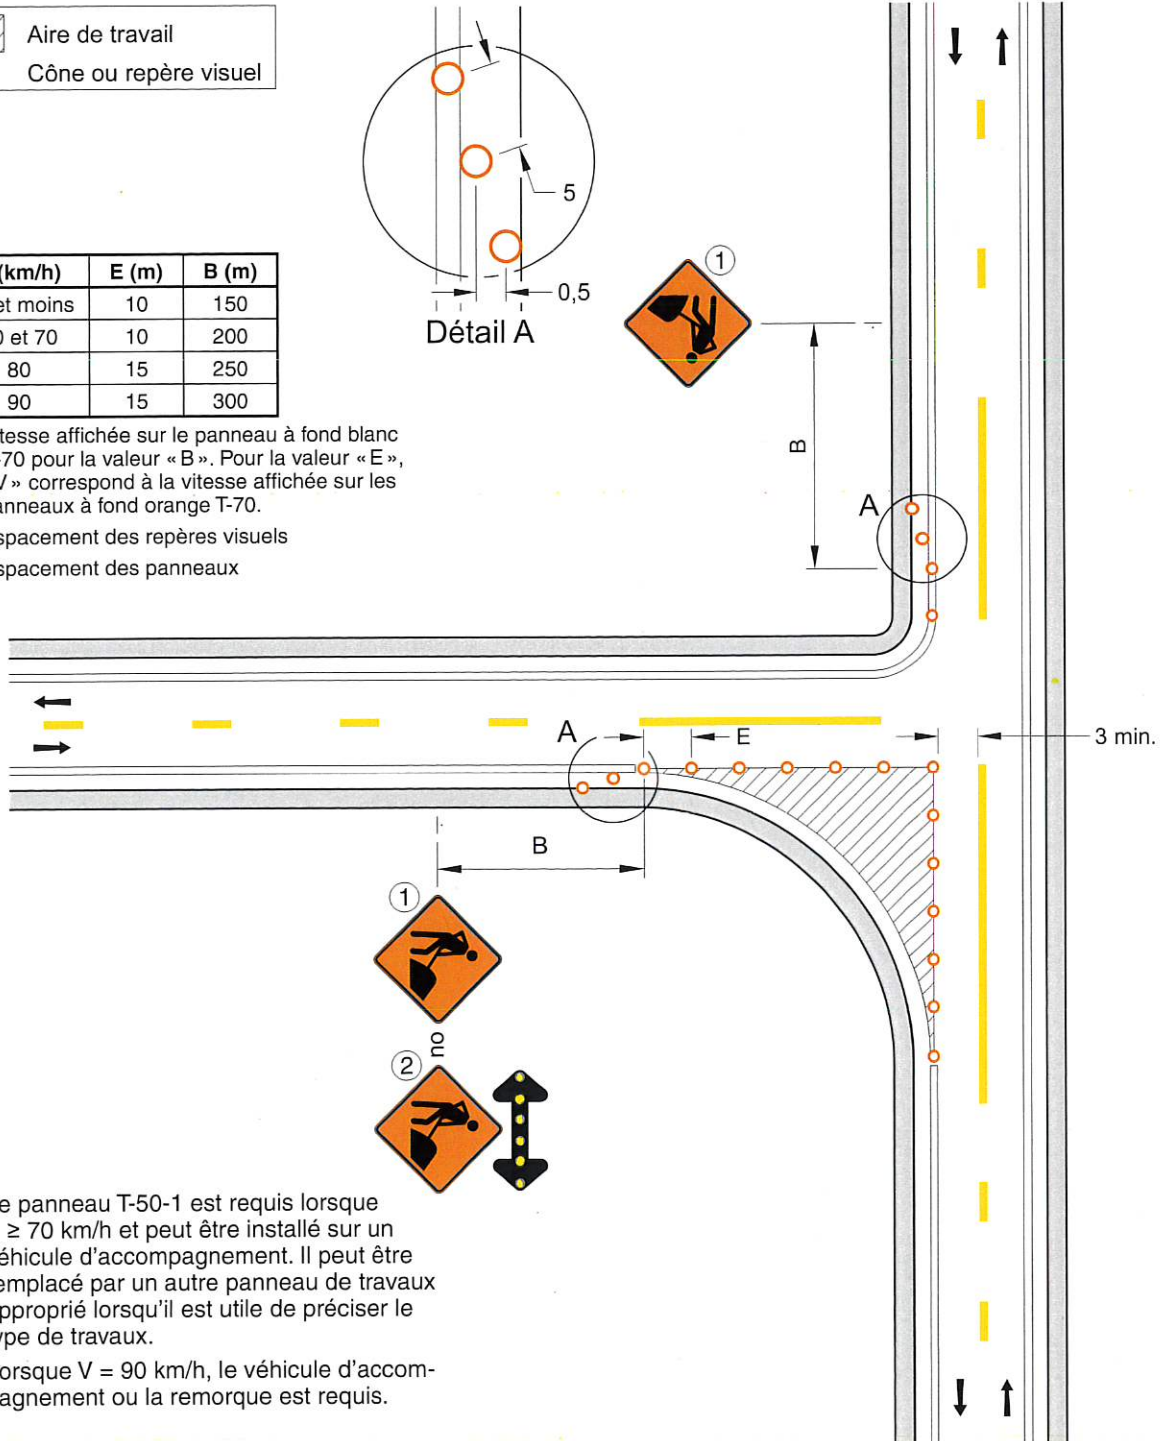 Aire de travail
Cône ou repère visuel
5
0,5
Détail A
1
(km/h) E (m) B (m)
et moins 10 150
0 et 70 10 200
80 15 250
90 15 300
tesse affichée sur le panneau à fond blanc
-70 pour la valeur « B ». Pour la valeur « E »,
V » correspond à la vitesse affichée sur les
anneaux à fond orange T-70.
spacement des repères visuels
spacement des panneaux
B
A
A
E
3 min.
B
1
ou
2
e panneau T-50-1 est requis lorsque
≥ 70 km/h et peut être installé sur un
éhicule d'accompagnement. Il peut être
emplacé par un autre panneau de travaux
pproprié lorsqu'il est utile de préciser le
ype de travaux.
orsque V = 90 km/h, le véhicule d'accom-
agnement ou la remorque est requis.